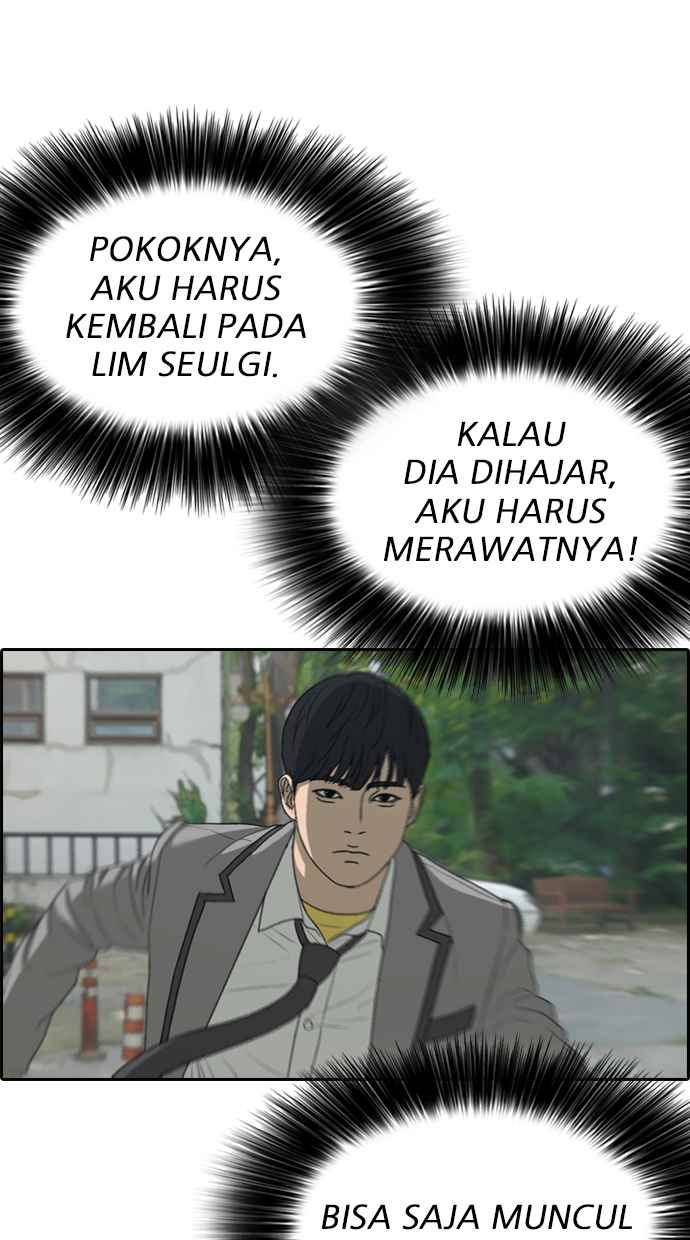 POKOKNYA,
AKU HARUS
KEMBALI PADA
LIM SEULGI.
KALAU
DIA DIHAJAR,
AKU HARUS
MERAWATNYA!
BISA SAJA MUNCUL